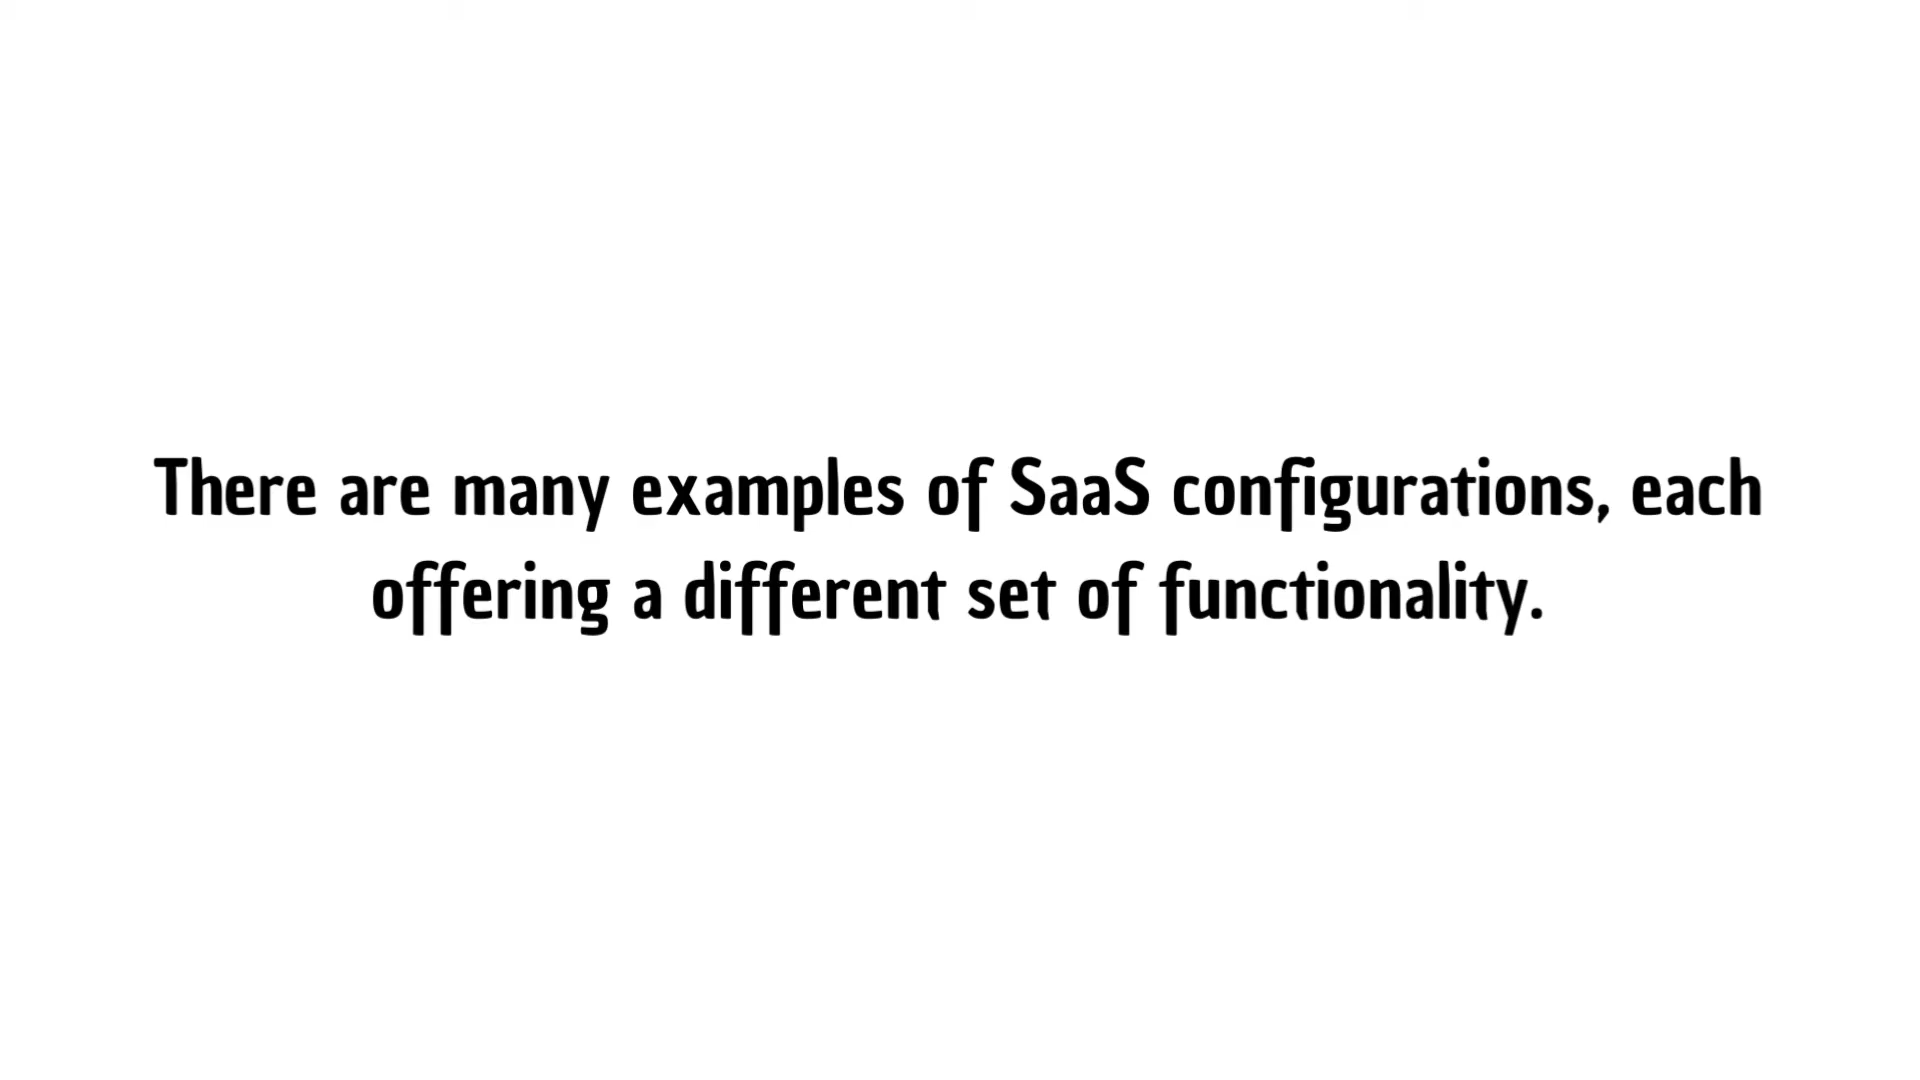 There are many examples of SaaS configurations, each
offering a different set of functionality.